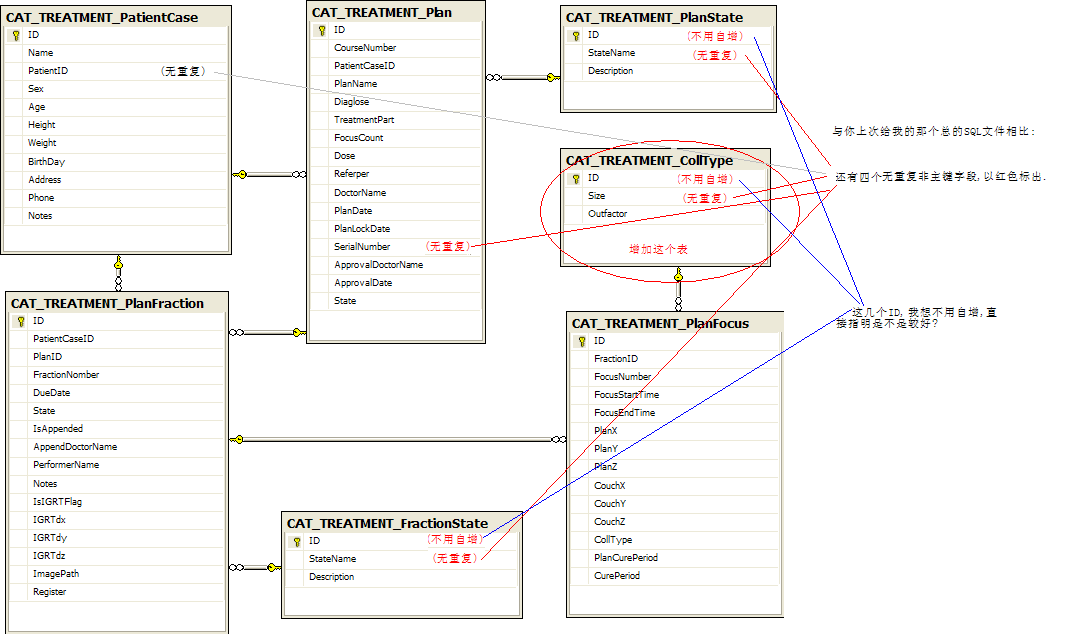 CAT_TREATMENT_PatientCase
ID
Name
PatientID (无重复)
Sex
Age
Height
Weight
BirthDay
Address
Phone
Notes
CAT_TREATMENT_Plan
ID
CourseNumber
PatientCaseID
PlanName
Diaglose
TreatmentPart
FocusCount
Dose
Referper
DoctorName
PlanDate
PlanLockDate
SerialNumber (无重复)
ApprovalDoctorName
ApprovalDate
State
CAT_TREATMENT_PlanState
ID (不用自增)
StateName (无重复)
Description
与你上次给我的那个总的SQL文件相比:
还有四个无重复非主键字段,以红色标出.
CAT_TREATMENT_CollType
ID (不用自增)
Size (无重复)
Outfactor
增加这个表
CAT_TREATMENT_PlanFraction
ID
PatientCaseID
PlanID
FractionNomber
DueDate
State
IsAppended
AppendDoctorName
PerformerName
Notes
IsIGRTFlag
IGRTdx
IGRTdy
IGRTdz
ImagePath
Register
CAT_TREATMENT_PlanFocus
ID
FractionID
FocusNumber
FocusStartTime
FocusEndTime
PlanX
PlanY
PlanZ
CouchX
CouchY
CouchZ
CollType
PlanCurePeriod
CurePeriod
这几个ID,我想不用自增,直
接指明是不是较好?
CAT_TREATMENT_FractionState
ID (不用自增)
StateName (无重复)
Description